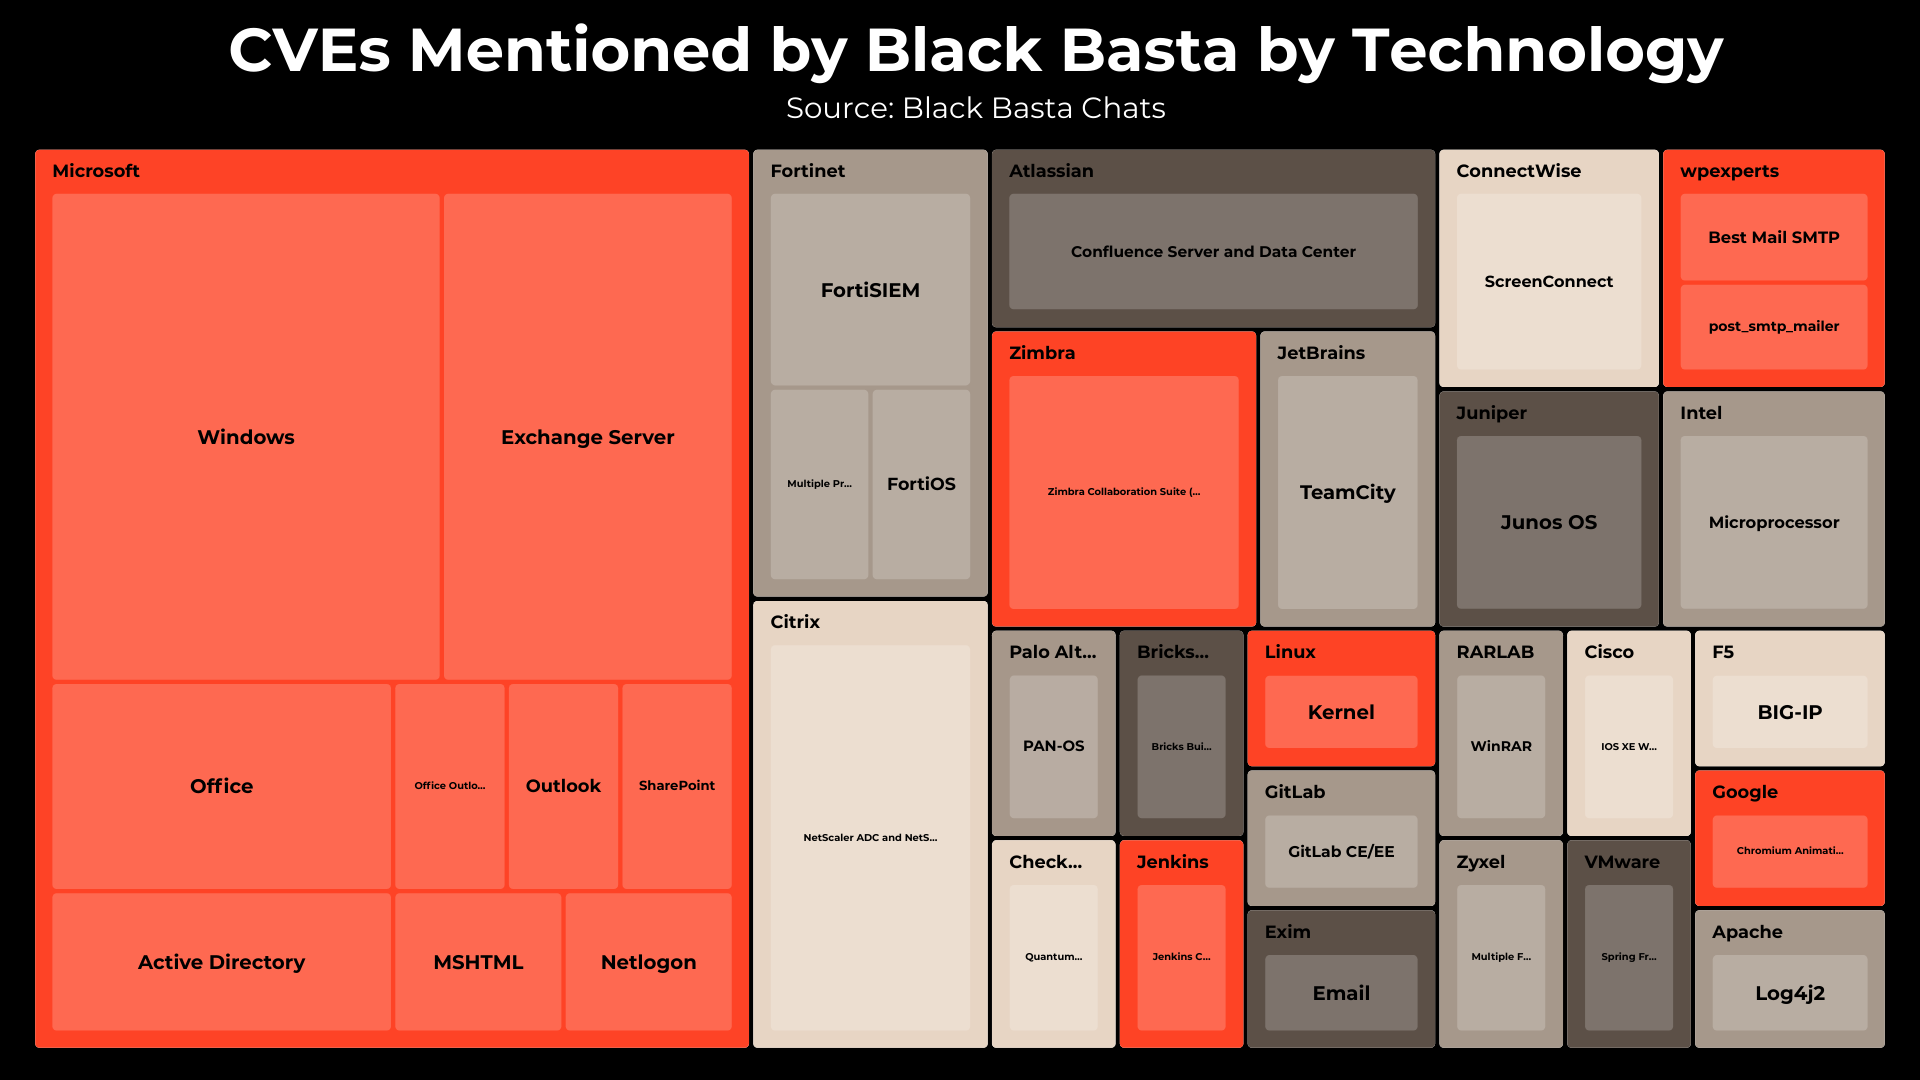 CVEs Mentioned by Black Basta by Technology
Source: Black Basta Chats
Microsoft
Windows
Exchange Server
Office
Office Outlo...
Outlook
SharePoint
Active Directory
MSHTML
Netlogon
Fortinet
FortiSIEM
Multiple Pr...
FortiOS
Citrix
NetScaler ADC and NetS...
Atlassian
Confluence Server and Data Center
Zimbra
Zimbra Collaboration Suite (...
JetBrains
TeamCity
ConnectWise
ScreenConnect
wpexperts
Best Mail SMTP
post_smtp_mailer
Juniper
Junos OS
Intel
Microprocessor
Palo Alt...
PAN-OS
Bricks...
Bricks Bui...
Linux
Kernel
GitLab
GitLab CE/EE
Check...
Quantum...
Jenkins
Jenkins C...
Exim
Email
RARLAB
WinRAR
Cisco
IOS XE W...
F5
BIG-IP
Google
Chromium Animati...
Zyxel
Multiple F...
VMware
Spring Fr...
Apache
Log4j2